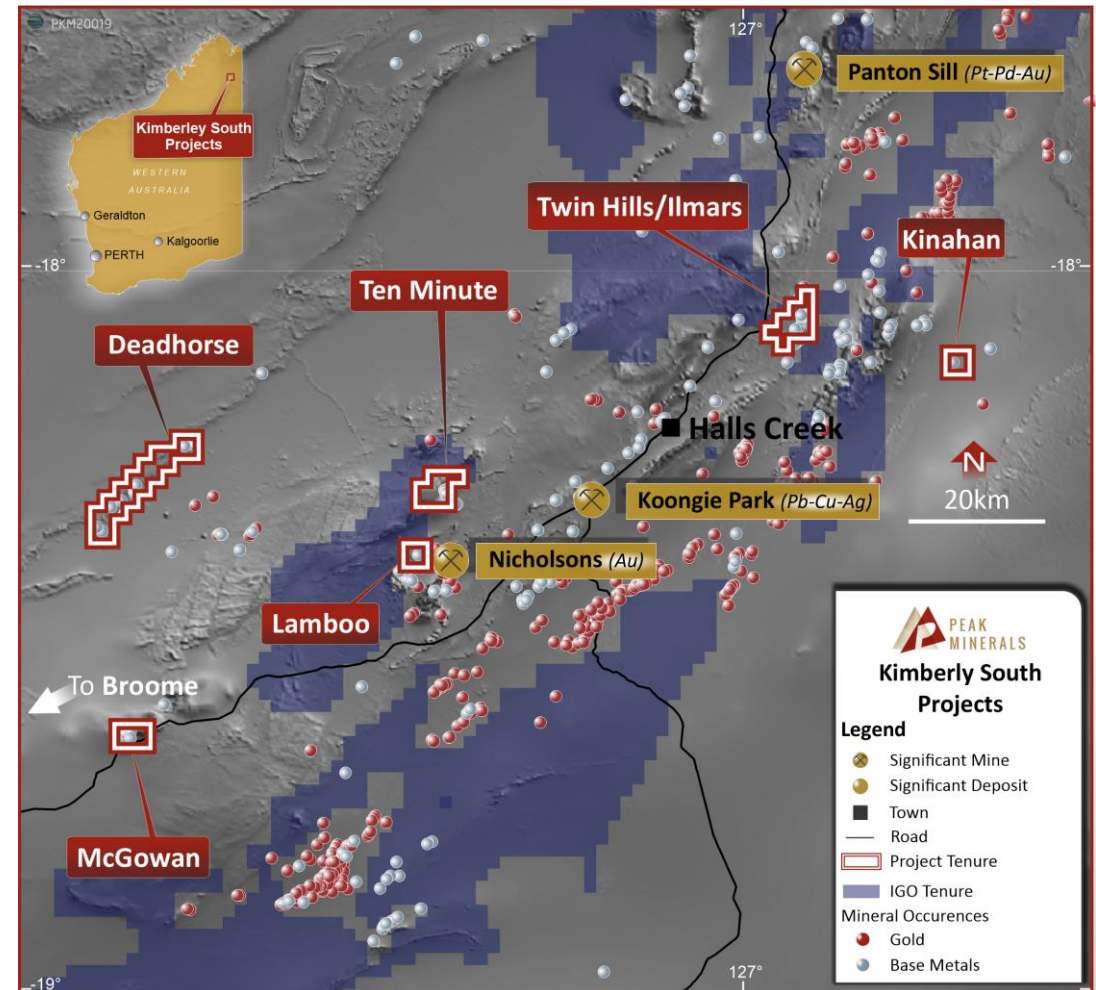 PKM20019
127°
Panton Sill (Pt-Pd-Au)
Kimberley South
Projects
WESTERN
AUSTRALIA
Geraldton
Kalgoorlie
PERTH
Twin Hills/Ilmars
Kinahan
-18°
-18°
Ten Minute
Deadhorse
Halls Creek
N
20km
Koongie Park (Pb-Cu-Ag)
Nicholsons (Au)
Lamboo
To Broome
McGowan
PEAK
MINERALS
Kimberly South
Projects
Legend
Significant Mine
Significant Deposit
Town
Road
Project Tenure
IGO Tenure
Mineral Occurences
Gold
Base Metals
-19°
127°